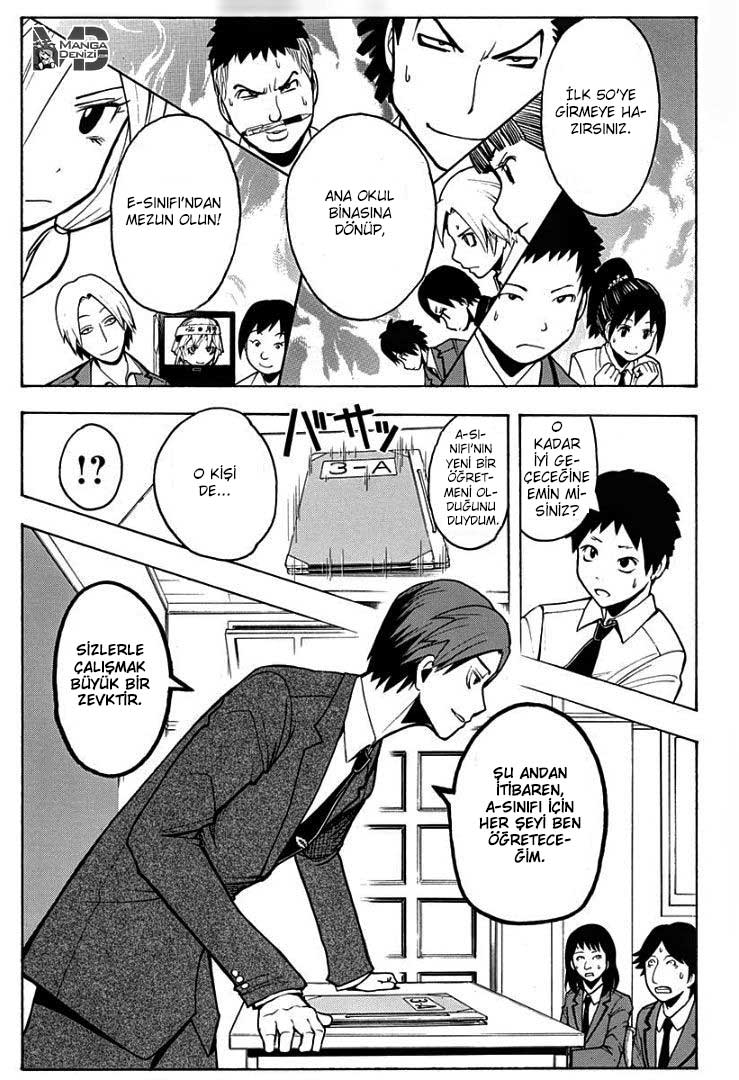 MANGA
DENİZİ
İLK 50'YE
GİRMEYE HA-
ZIRSINIZ.
ANA OKUL
BİNASINA
DÖNÜP,
E-SINIFI'NDAN
MEZUN OLUN!
O
KADAR
İYİ GE-
ÇECEĞİNE
EMİN Mİ-
SİNİZ?
A-SI-
NIFI'NIN
YENİ BİR
ÖĞRET-
MENİ OL-
DUĞUNU
DUYDUM.
バサッ
3-A
O KİŞİ
DE...
!?
SİZLERLE
ÇALIŞMAK
BÜYÜK BİR
ZEVKTİR.
ŞU ANDAN
İTİBAREN,
A-SINIFI İÇİN
HER ŞEYİ BEN
ÖĞRETECE-
ĞİM.
3-A